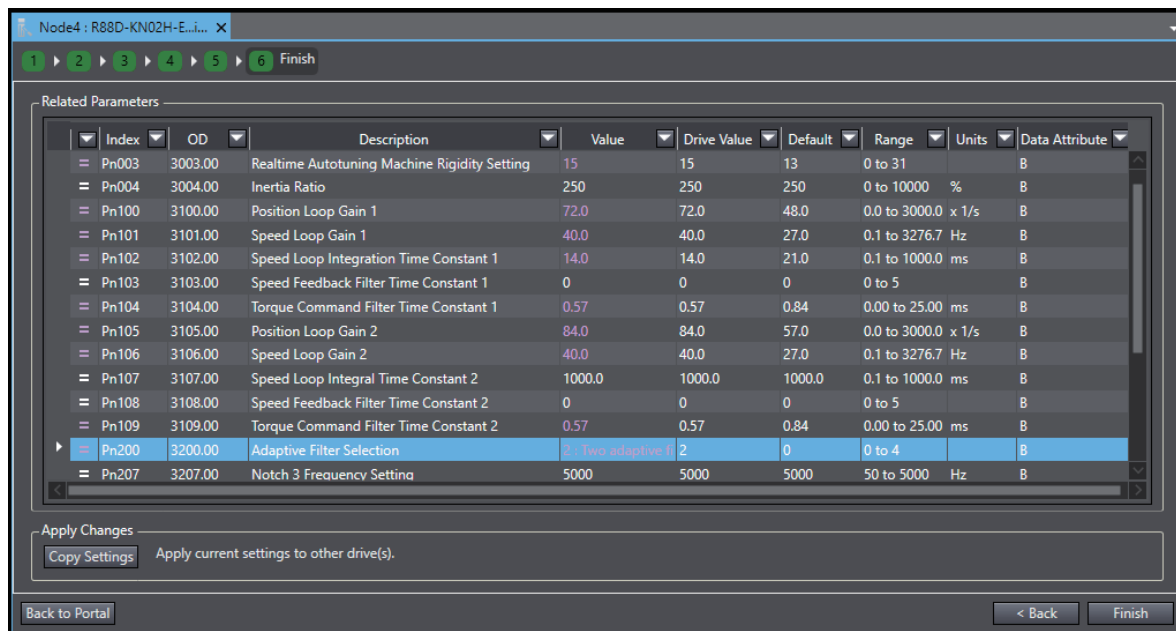 Node4 : R88D-KN02H-E...i...
1 2 3 4 5 6 Finish
Related Parameters
Index OD Description Value Drive Value Default Range Units Data Attribute
= Pn003 3003.00 Realtime Autotuning Machine Rigidity Setting 15 15 13 0 to 31 B
= Pn004 3004.00 Inertia Ratio 250 250 250 0 to 10000 % B
= Pn100 3100.00 Position Loop Gain 1 72.0 72.0 48.0 0.0 to 3000.0 x 1/s B
= Pn101 3101.00 Speed Loop Gain 1 40.0 40.0 27.0 0.1 to 3276.7 Hz B
= Pn102 3102.00 Speed Loop Integration Time Constant 1 14.0 14.0 21.0 0.1 to 1000.0 ms B
= Pn103 3103.00 Speed Feedback Filter Time Constant 1 0 0 0 0 to 5 B
= Pn104 3104.00 Torque Command Filter Time Constant 1 0.57 0.57 0.84 0.00 to 25.00 ms B
= Pn105 3105.00 Position Loop Gain 2 84.0 84.0 57.0 0.0 to 3000.0 x 1/s B
= Pn106 3106.00 Speed Loop Gain 2 40.0 40.0 27.0 0.1 to 3276.7 Hz B
= Pn107 3107.00 Speed Loop Integral Time Constant 2 1000.0 1000.0 1000.0 0.1 to 1000.0 ms B
= Pn108 3108.00 Speed Feedback Filter Time Constant 2 0 0 0 0 to 5 B
= Pn109 3109.00 Torque Command Filter Time Constant 2 0.57 0.57 0.84 0.00 to 25.00 ms B
= Pn200 3200.00 Adaptive Filter Selection 2 : Two adaptive fi 2 0 0 to 4 B
= Pn207 3207.00 Notch 3 Frequency Setting 5000 5000 5000 50 to 5000 Hz B
Apply Changes
Copy Settings Apply current settings to other drive(s).
Back to Portal < Back Finish